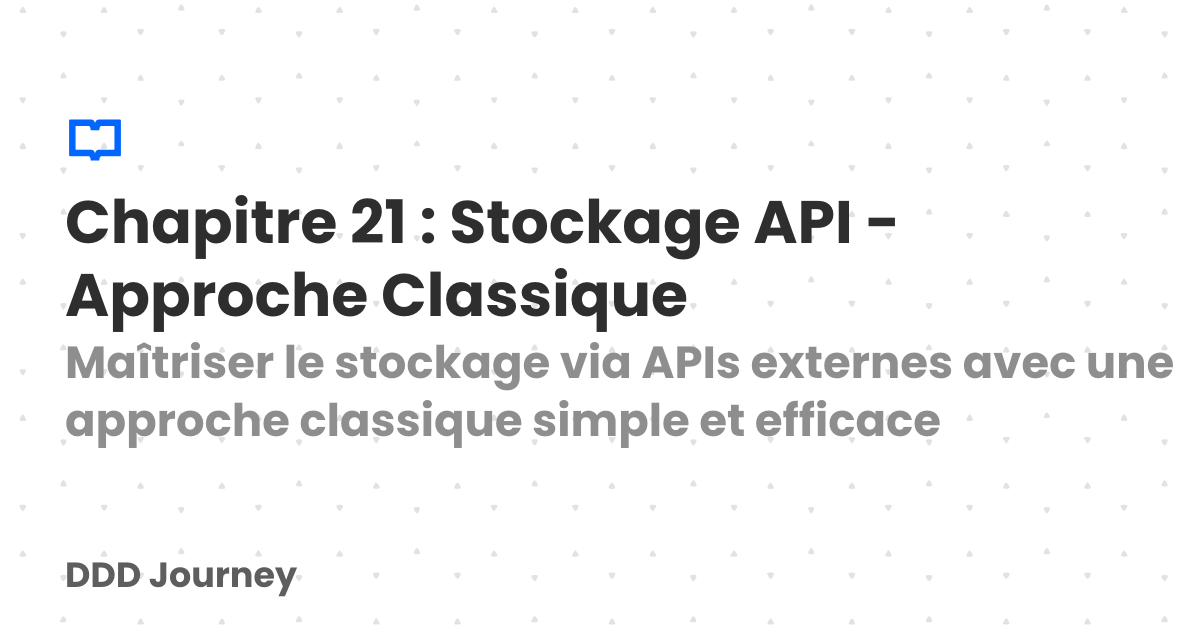 Chapitre 21 : Stockage API -
Approche Classique
Maîtriser le stockage via APIs externes avec une
approche classique simple et efficace
DDD Journey